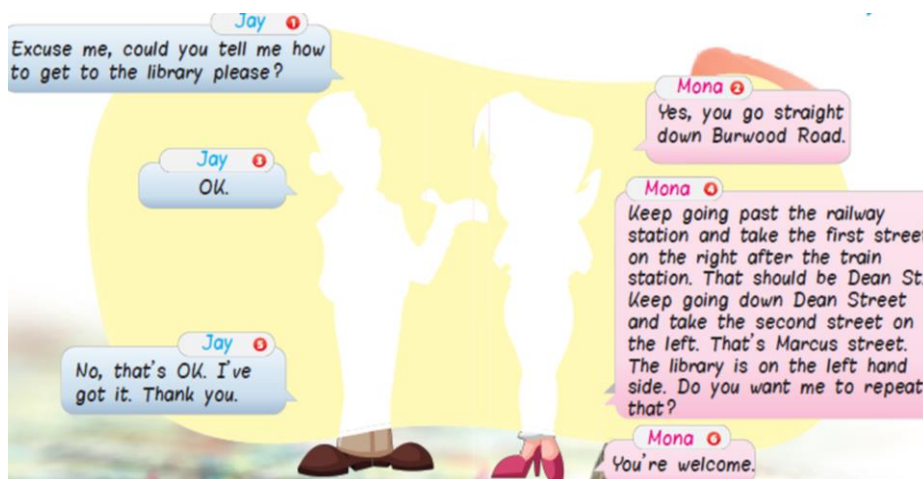 Jay 1
Excuse me, could you tell me how
to get to the library please?
Mona 2
Yes, you go straight
down Burwood Road.
Jay 3
OK.
Mona 4
Keep going past the railway
station and take the first street
on the right after the train
station. That should be Dean St.
Keep going down Dean Street
and take the second street on
the left. That's Marcus street.
The library is on the left hand
side. Do you want me to repeat
that?
Jay 5
No, that's OK. I've
got it. Thank you.
Mona 6
You're welcome.